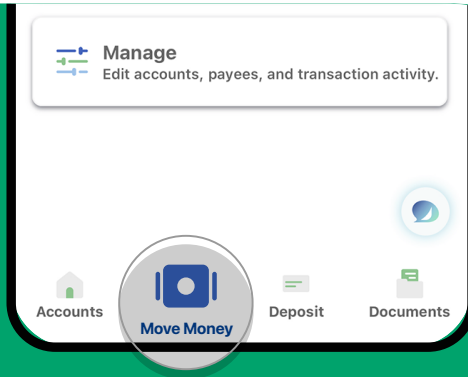 Manage
Edit accounts, payees, and transaction activity.
Accounts
Move Money
Deposit
Documents